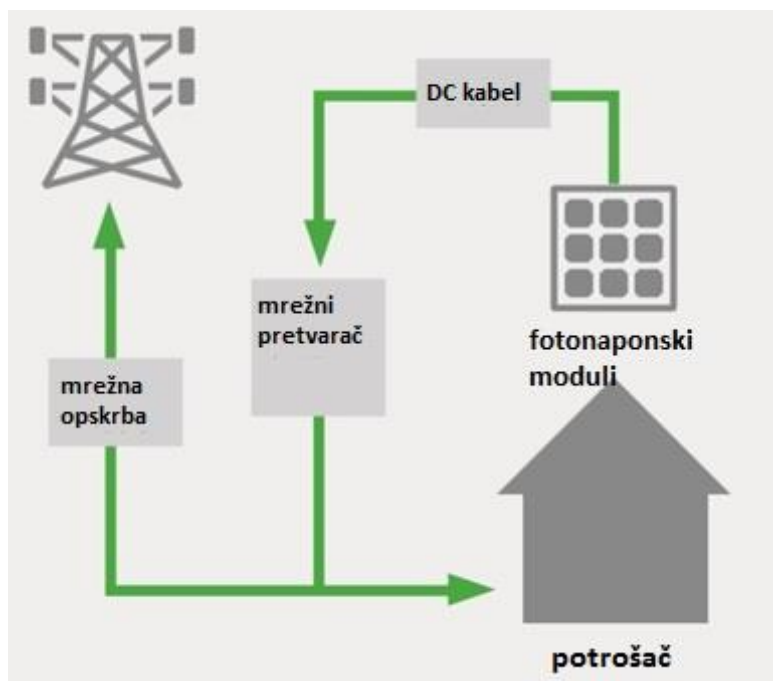 DC kabel
mrežni
pretvarač
fotonaponski
moduli
mrežna
opskrba
potrošač